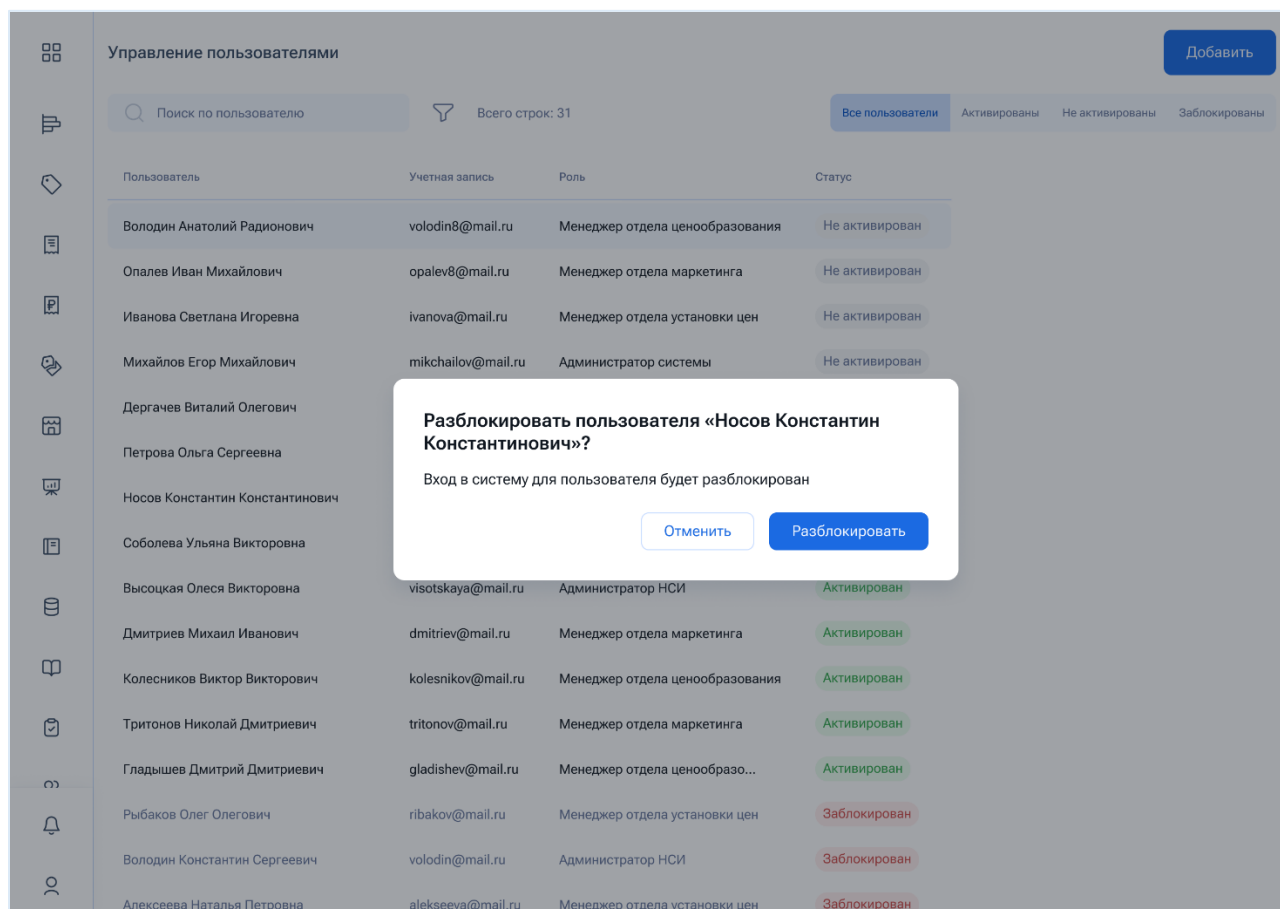 Управление пользователями
Добавить
Поиск по пользователю
Всего строк: 31
Все пользователи Активированы Не активированы Заблокированы
Пользователь Учетная запись Роль Статус
Володин Анатолий Радионович volodin8@mail.ru Менеджер отдела ценообразования Не активирован
Опалев Иван Михайлович opalev8@mail.ru Менеджер отдела маркетинга Не активирован
Иванова Светлана Игоревна ivanova@mail.ru Менеджер отдела установки цен Не активирован
Михайлов Егор Михайлович mikchailov@mail.ru Администратор системы Не активирован
Дергачев Виталий Олегович
Петрова Ольга Сергеевна
Носов Константин Константинович
Соболева Ульяна Викторовна
Разблокировать пользователя «Носов Константин
Константинович»?
Вход в систему для пользователя будет разблокирован
Отменить Разблокировать
Высоцкая Олеся Викторовна visotskaya@mail.ru Администратор НСИ Активирован
Дмитриев Михаил Иванович dmitriev@mail.ru Менеджер отдела маркетинга Активирован
Колесников Виктор Викторович kolesnikov@mail.ru Менеджер отдела ценообразования Активирован
Тритонов Николай Дмитриевич tritonov@mail.ru Менеджер отдела маркетинга Активирован
Гладышев Дмитрий Дмитриевич gladishev@mail.ru Менеджер отдела ценообразо... Активирован
Рыбаков Олег Олегович ribakov@mail.ru Менеджер отдела установки цен Заблокирован
Володин Константин Сергеевич volodin@mail.ru Администратор НСИ Заблокирован
Алексеева Наталья Петровна alekseeva@mail.ru Менеджер отдела установки цен Заблокирован